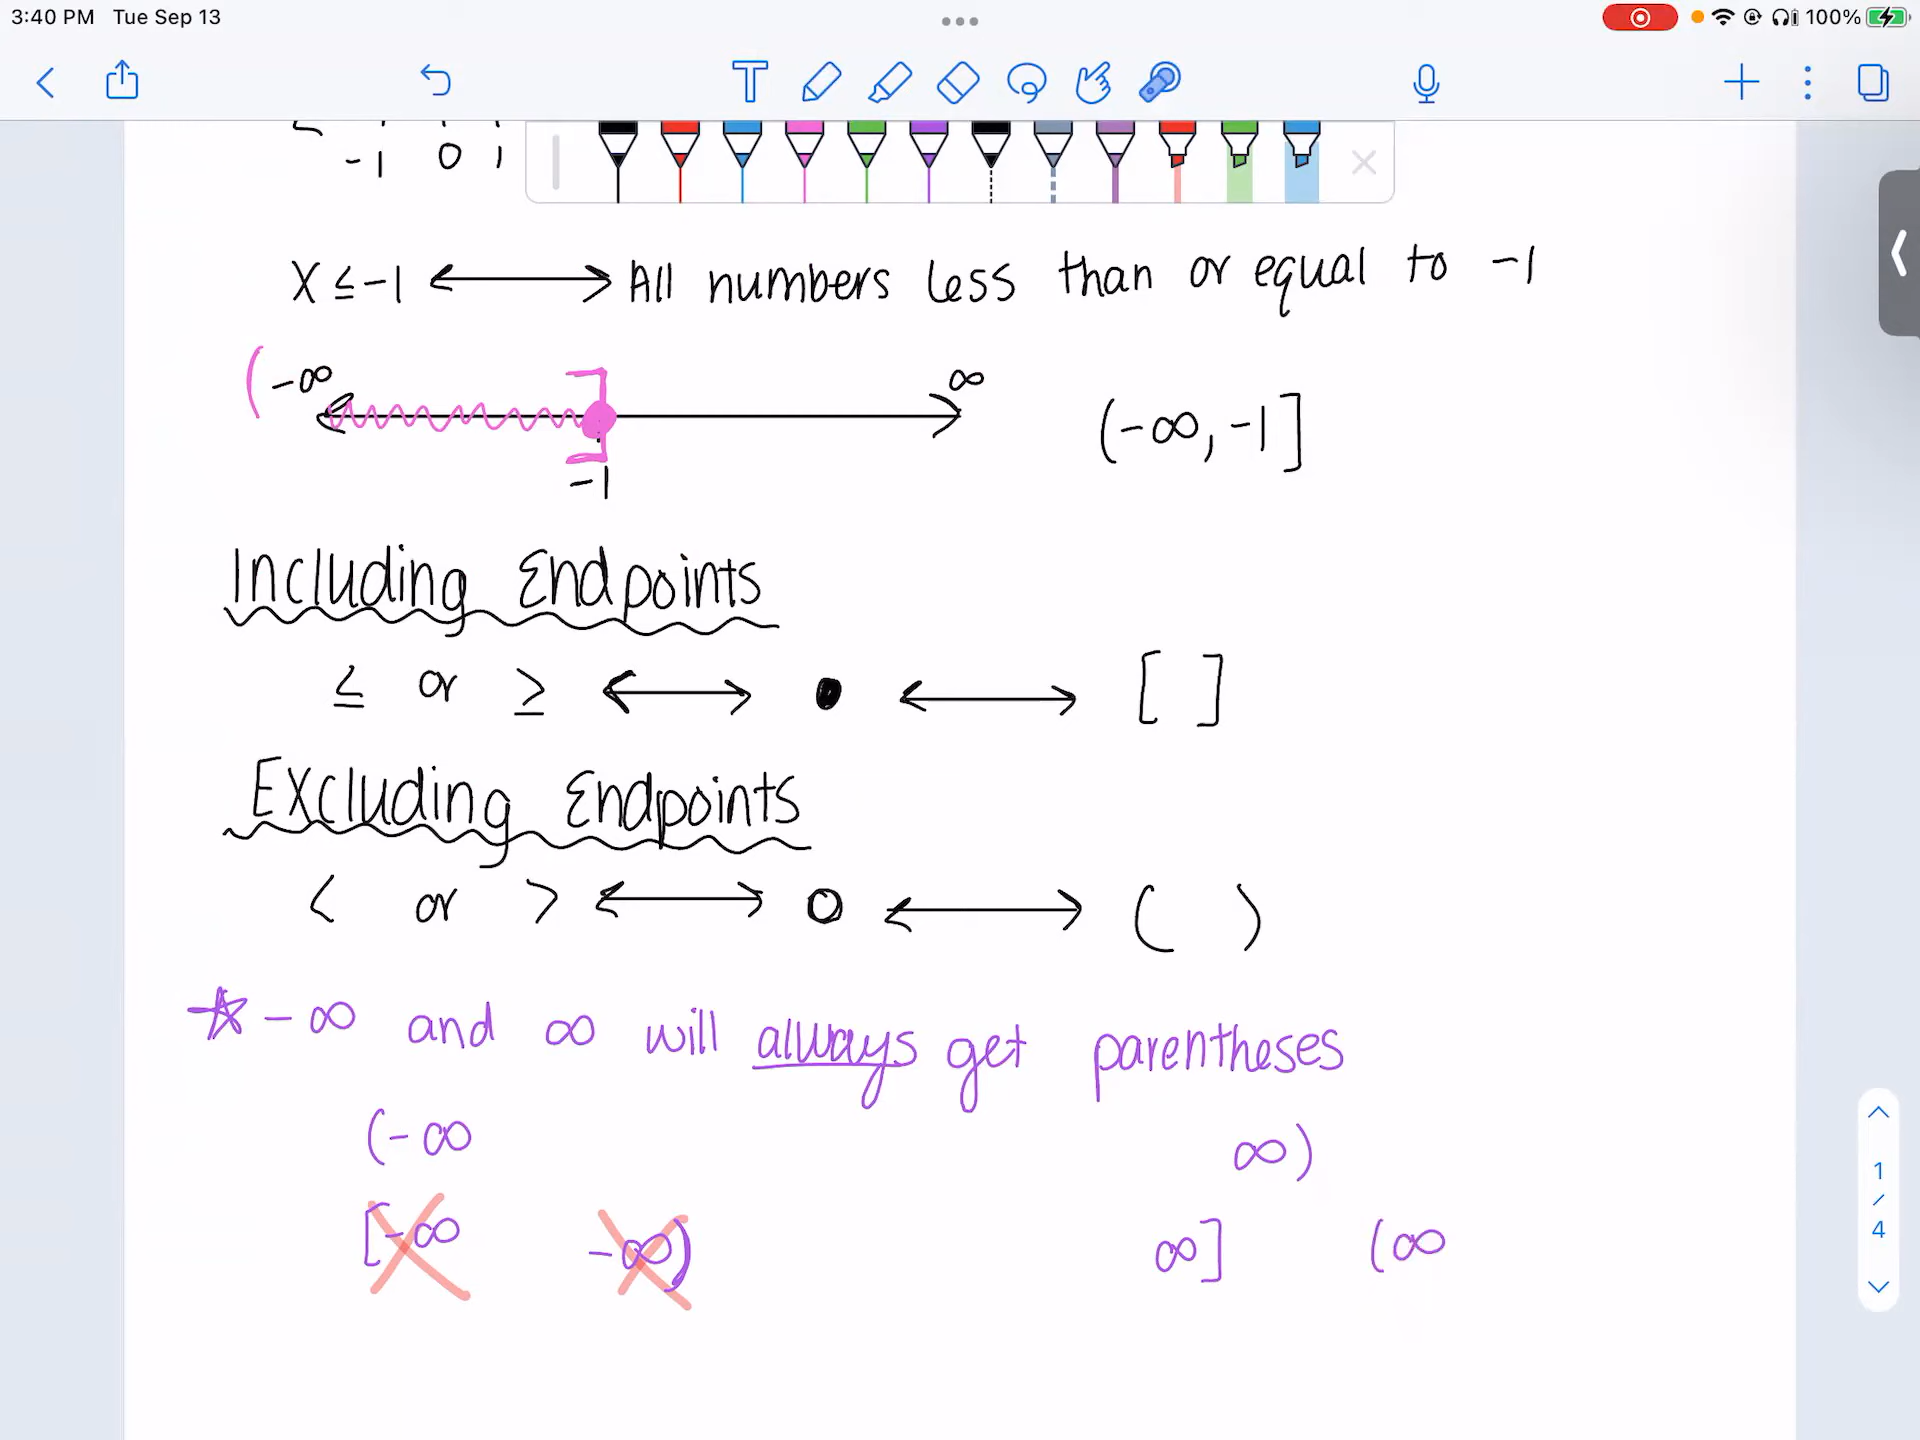 3:40 PM Tue Sep 13
100%
-1 0 1
X ≤ -1 ⟷ All numbers less than or equal to -1
( -∞ ] ∞
-1
(-∞, -1]
Including Endpoints
≤ or ≥ ⟷ ● ⟷ [ ]
Excluding Endpoints
< or > ⟷ ○ ⟷ ( )
☆ -∞ and ∞ will always get parentheses
(-∞ ∞)
[-∞ -∞) ∞] (∞
1
/
4